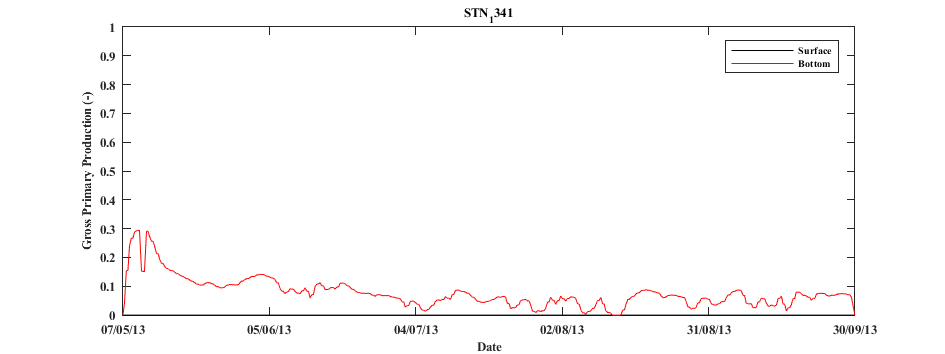 STN1341
1
0.9
0.8
0.7
0.6
0.5
0.4
0.3
0.2
0.1
0
Gross Primary Production (-)
Surface
Bottom
07/05/13 05/06/13 04/07/13 02/08/13 31/08/13 30/09/13
Date